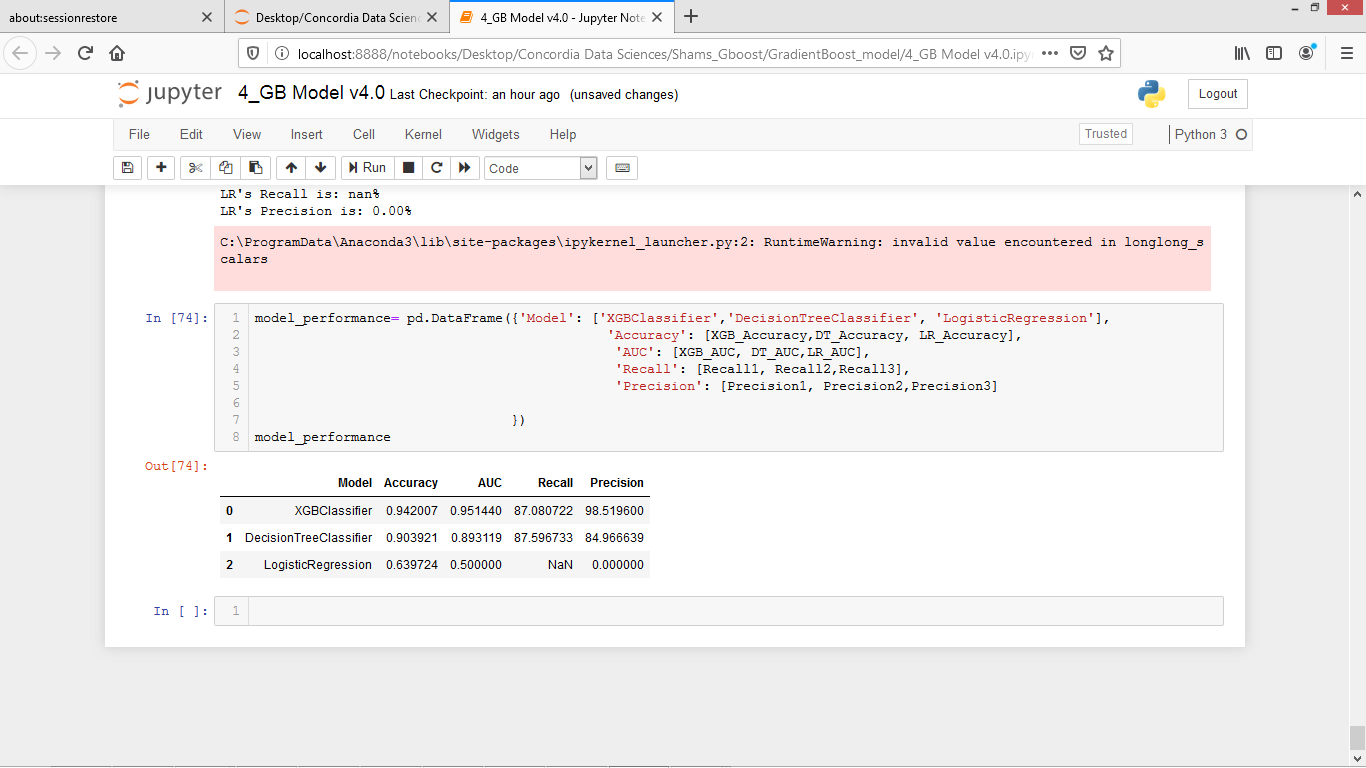 about:sessionrestore
Desktop/Concordia Data Scien
4_GB Model v4.0 - Jupyter Note
localhost:8888/notebooks/Desktop/Concordia Data Sciences/Shams_Gboost/GradientBoost_model/4_GB Model v4.0.ipy
jupyter 4_GB Model v4.0 Last Checkpoint: an hour ago (unsaved changes)
Logout
File Edit View Insert Cell Kernel Widgets Help
Trusted
Python 3
Run
Code
LR's Recall is: nan%
LR's Precision is: 0.00%
C:\ProgramData\Anaconda3\lib\site-packages\ipykernel_launcher.py:2: RuntimeWarning: invalid value encountered in longlong_s
calars
In [74]:
1 model_performance= pd.DataFrame({'Model': ['XGBClassifier','DecisionTreeClassifier', 'LogisticRegression'],
2 'Accuracy': [XGB_Accuracy,DT_Accuracy, LR_Accuracy],
3 'AUC': [XGB_AUC, DT_AUC,LR_AUC],
4 'Recall': [Recall1, Recall2,Recall3],
5 'Precision': [Precision1, Precision2,Precision3]
6
7 })
8 model_performance
Out[74]:
Model Accuracy AUC Recall Precision
0 XGBClassifier 0.942007 0.951440 87.080722 98.519600
1 DecisionTreeClassifier 0.903921 0.893119 87.596733 84.966639
2 LogisticRegression 0.639724 0.500000 NaN 0.000000
In [ ]: 1